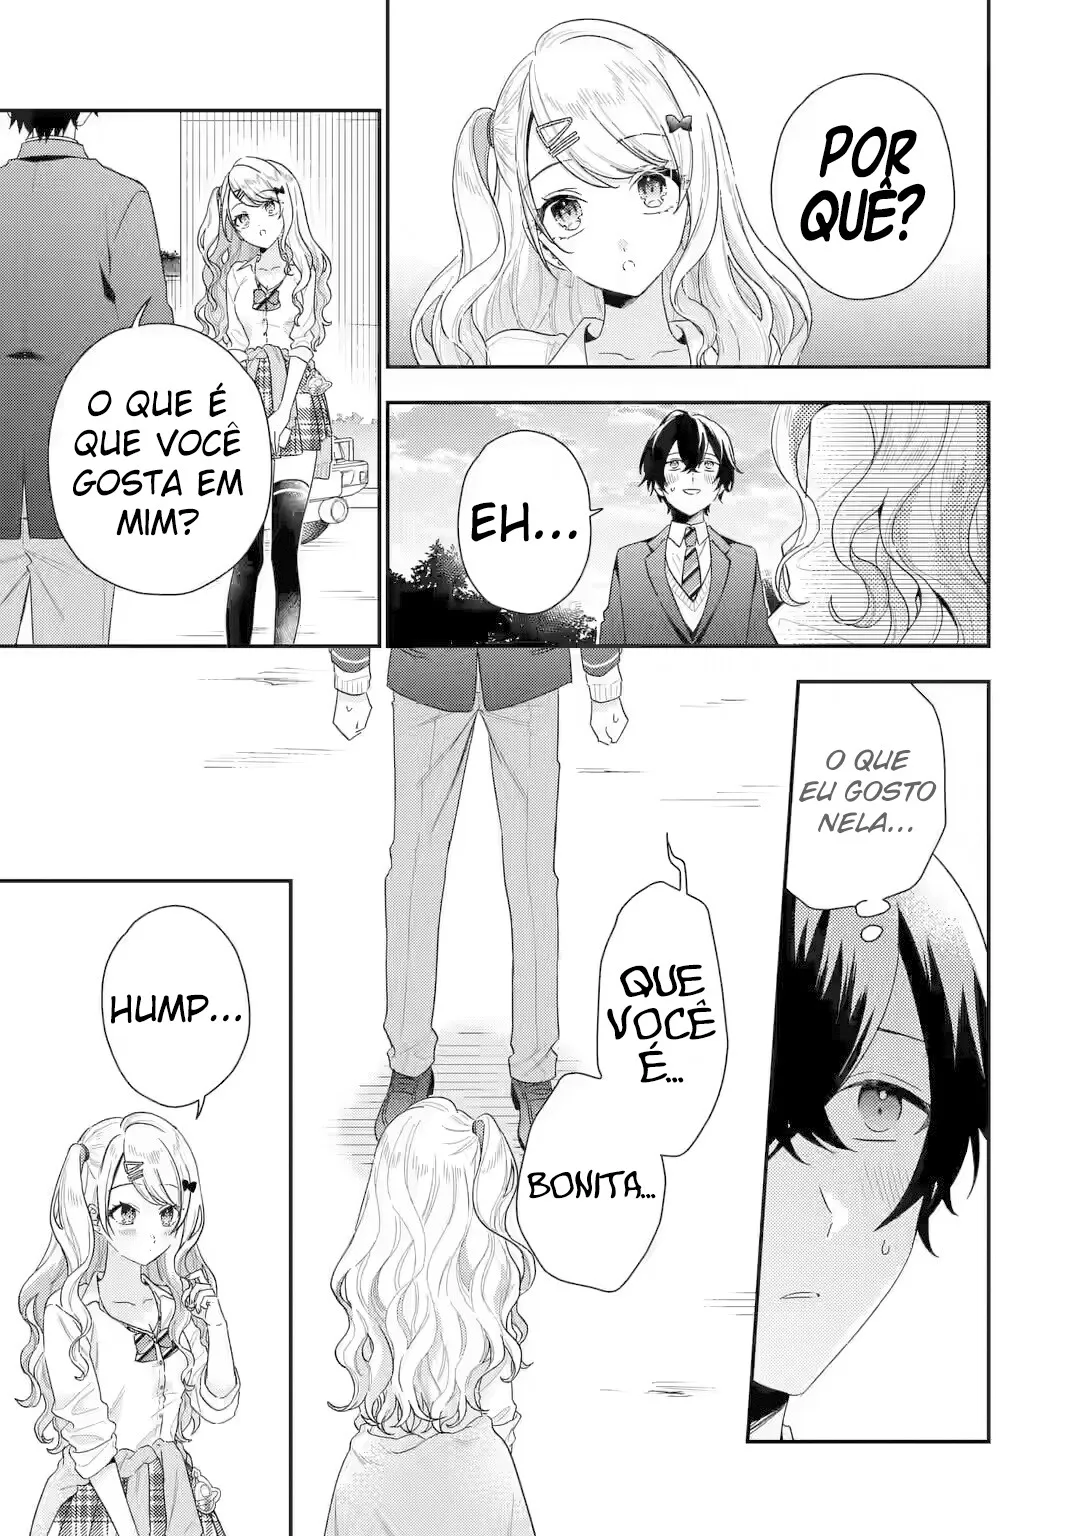 POR
QUÊ?
O QUE É
QUE VOCÊ
GOSTA EM
MIM?
EH...
O QUE
EU GOSTO
NELA...
QUE
VOCÊ
É...
BONITA...
HUMP...